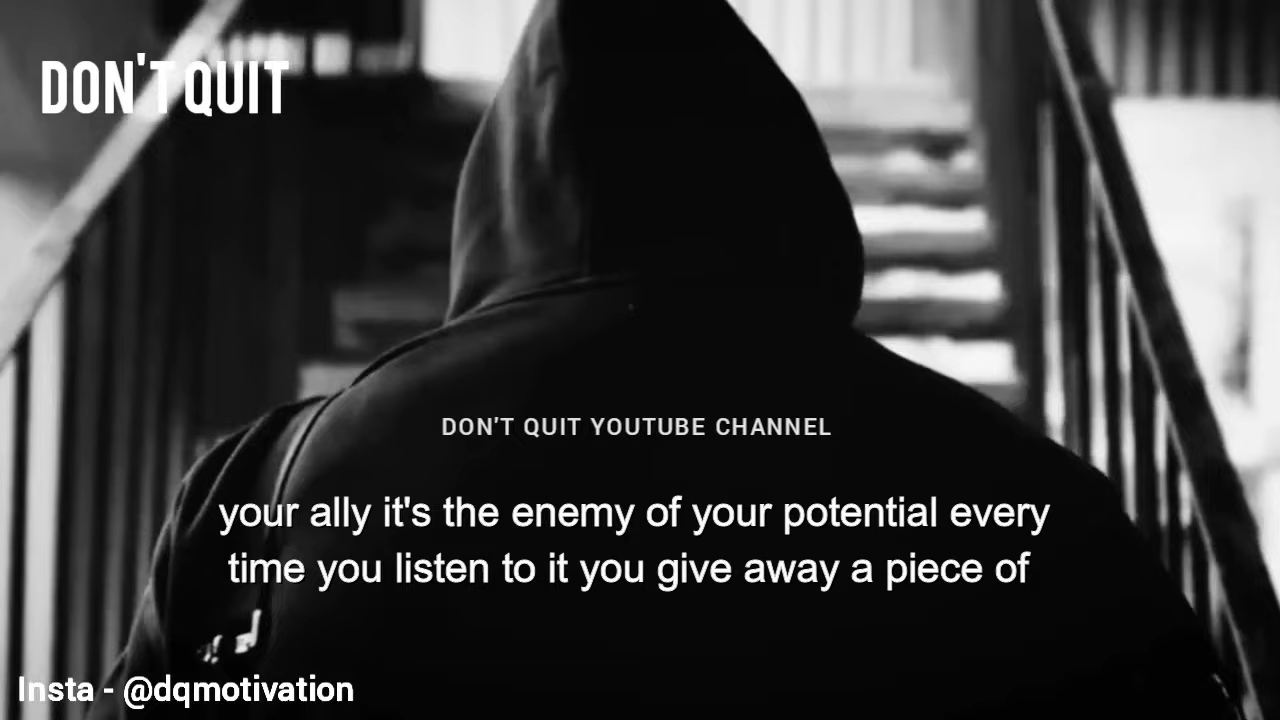 DON'T QUIT
DON'T QUIT YOUTUBE CHANNEL
your ally it's the enemy of your potential every
time you listen to it you give away a piece of
Insta - @dqmotivation